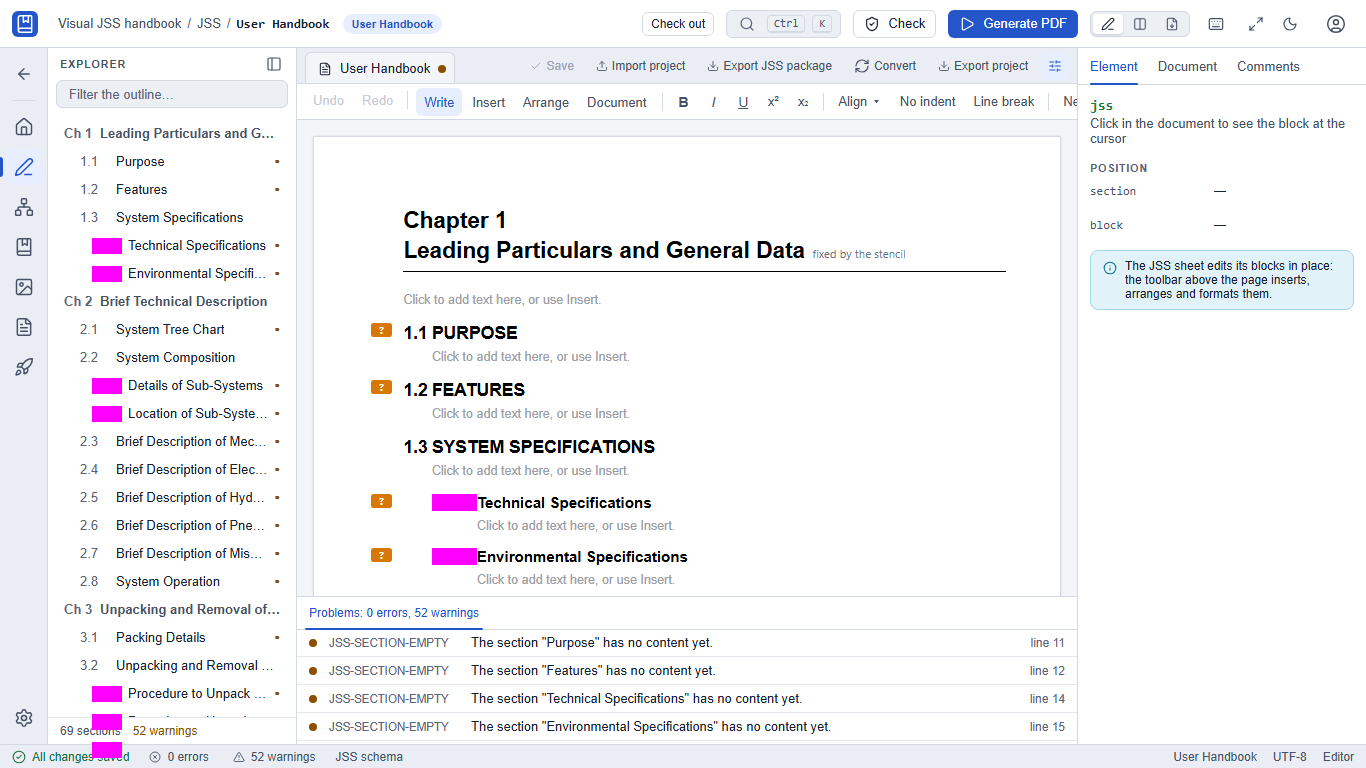 Visual JSS handbook / JSS / User Handbook User Handbook
Check out Ctrl K Check Generate PDF
EXPLORER
Filter the outline...
Ch 1 Leading Particulars and G...
1.1 Purpose
1.2 Features
1.3 System Specifications
Technical Specifications
Environmental Specifi...
Ch 2 Brief Technical Description
2.1 System Tree Chart
2.2 System Composition
Details of Sub-Systems
Location of Sub-Syste...
2.3 Brief Description of Mec...
2.4 Brief Description of Elec...
2.5 Brief Description of Hyd...
2.6 Brief Description of Pne...
2.7 Brief Description of Mis...
2.8 System Operation
Ch 3 Unpacking and Removal of...
3.1 Packing Details
3.2 Unpacking and Removal ...
Procedure to Unpack ...
69 sections 52 warnings
User Handbook
Save Import project Export JSS package Convert Export project
Undo Redo Write Insert Arrange Document B I U x² x₂ Align No indent Line break Ne
Chapter 1
Leading Particulars and General Data fixed by the stencil
Click to add text here, or use Insert.
? 1.1 PURPOSE
Click to add text here, or use Insert.
? 1.2 FEATURES
Click to add text here, or use Insert.
1.3 SYSTEM SPECIFICATIONS
Click to add text here, or use Insert.
? Technical Specifications
Click to add text here, or use Insert.
? Environmental Specifications
Click to add text here, or use Insert.
Problems: 0 errors, 52 warnings
JSS-SECTION-EMPTY The section "Purpose" has no content yet. line 11
JSS-SECTION-EMPTY The section "Features" has no content yet. line 12
JSS-SECTION-EMPTY The section "Technical Specifications" has no content yet. line 14
JSS-SECTION-EMPTY The section "Environmental Specifications" has no content yet. line 15
Element Document Comments
jss
Click in the document to see the block at the
cursor
POSITION
section —
block —
The JSS sheet edits its blocks in place:
the toolbar above the page inserts,
arranges and formats them.
All changes saved 0 errors 52 warnings JSS schema
User Handbook UTF-8 Editor